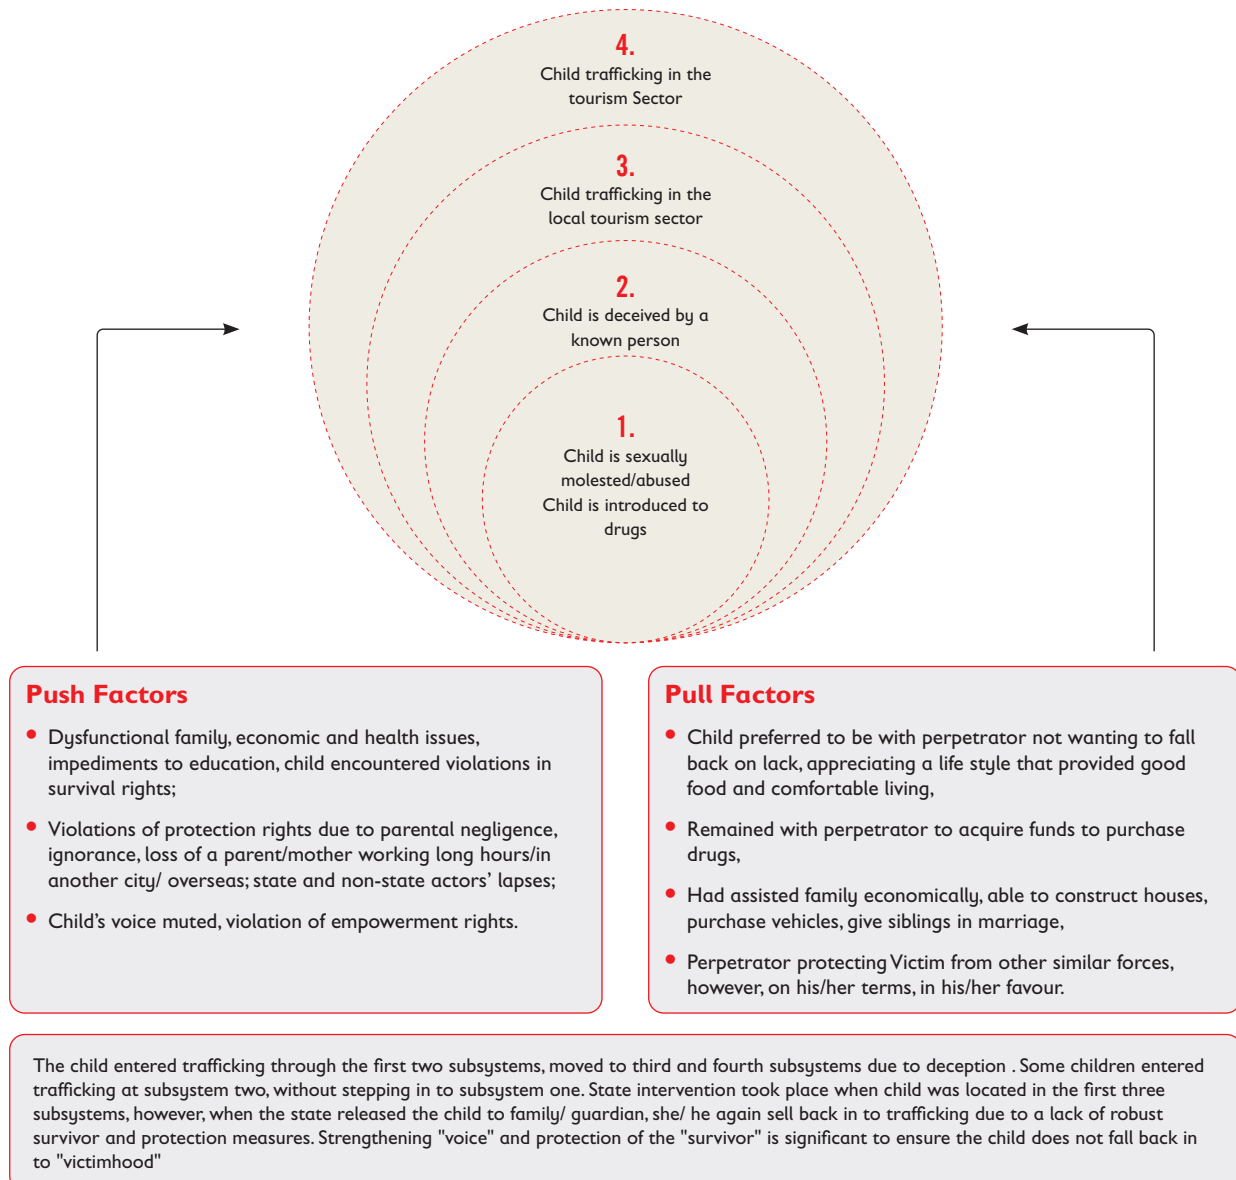 4.
Child trafficking in the
tourism Sector
3.
Child trafficking in the
local tourism sector
2.
Child is deceived by a
known person
1.
Child is sexually
molested/abused
Child is introduced to
drugs
Push Factors
• Dysfunctional family, economic and health issues,
impediments to education, child encountered violations in
survival rights;
• Violations of protection rights due to parental negligence,
ignorance, loss of a parent/mother working long hours/in
another city/ overseas; state and non-state actors' lapses;
• Child's voice muted, violation of empowerment rights.
Pull Factors
• Child preferred to be with perpetrator not wanting to fall
back on lack, appreciating a life style that provided good
food and comfortable living,
• Remained with perpetrator to acquire funds to purchase
drugs,
• Had assisted family economically, able to construct houses,
purchase vehicles, give siblings in marriage,
• Perpetrator protecting Victim from other similar forces,
however, on his/her terms, in his/her favour.
The child entered trafficking through the first two subsystems, moved to third and fourth subsystems due to deception . Some children entered
trafficking at subsystem two, without stepping in to subsystem one. State intervention took place when child was located in the first three
subsystems, however, when the state released the child to family/ guardian, she/ he again sell back in to trafficking due to a lack of robust
survivor and protection measures. Strengthening "voice" and protection of the "survivor" is significant to ensure the child does not fall back in
to "victimhood"